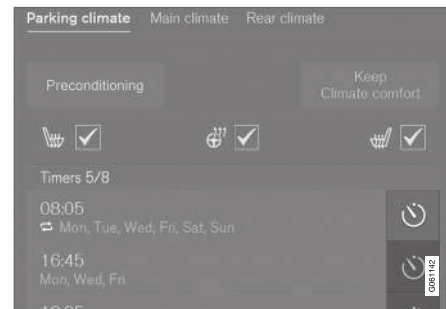 Parking climate Main climate Rear climate
Preconditioning
Keep
Climate comfort
Timers 5/8
08:05
Mon, Tue, Wed, Fri, Sat, Sun
16:45
Mon, Wed, Fri
G061142